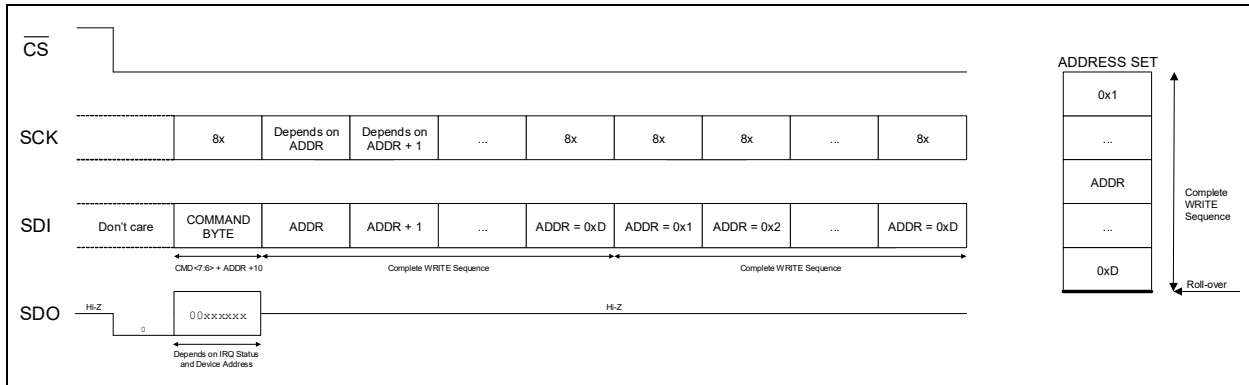 CS
ADDRESS SET
0x1
SCK
8x
Depends on
ADDR
Depends on
ADDR + 1
...
8x
8x
8x
...
8x
...
ADDR
Complete
WRITE
Sequence
SDI
Don't care
COMMAND
BYTE
ADDR
ADDR + 1
...
ADDR = 0xD
ADDR = 0x1
ADDR = 0x2
...
ADDR = 0xD
...
CMD<7:6> + ADDR +10
Complete WRITE Sequence
Complete WRITE Sequence
0xD
Roll-over
SDO
Hi-Z
0
00xxxxxx
Hi-Z
Depends on IRQ Status
and Device Address